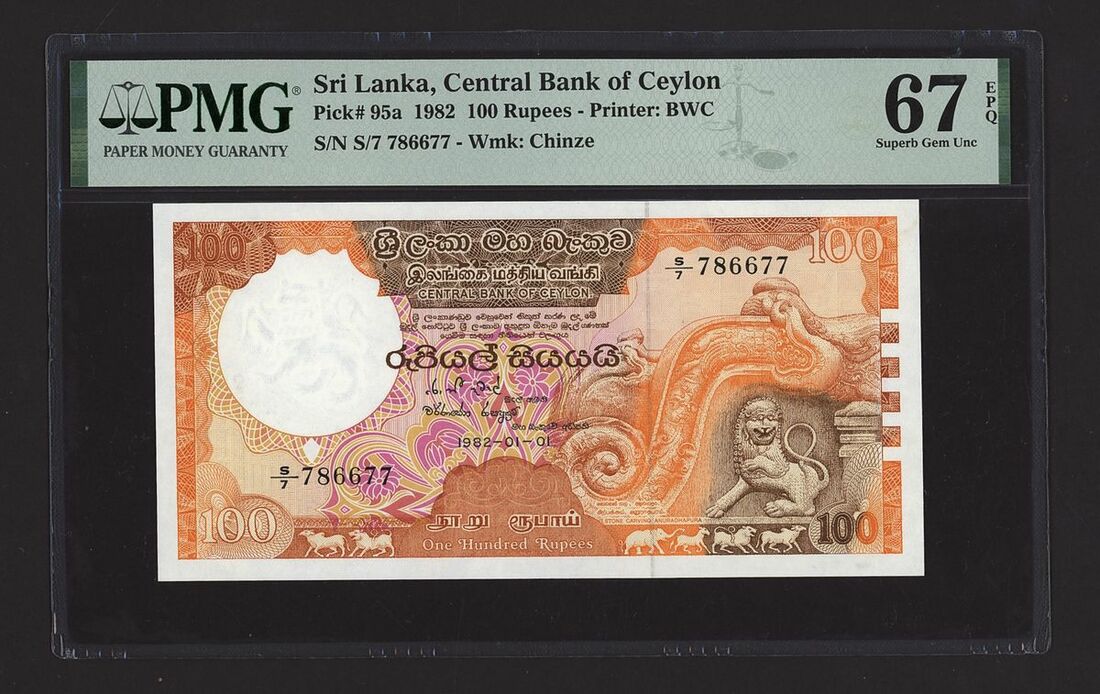 PMG®
PAPER MONEY GUARANTY
Sri Lanka, Central Bank of Ceylon
Pick# 95a 1982 100 Rupees - Printer: BWC
S/N S/7 786677 - Wmk: Chinze
67
EPQ
Superb Gem Unc
100
ශ්‍රී ලංකා මහ බැංකුව
இலங்கை மத்திய வங்கி
CENTRAL BANK OF CEYLON
S/7 786677
100
රුපියල් සියයයි
1982-01-01
S/7 786677
100
நூறு ரூபாய்
One Hundred Rupees
STONE CARVING: ANURADHAPURA
100